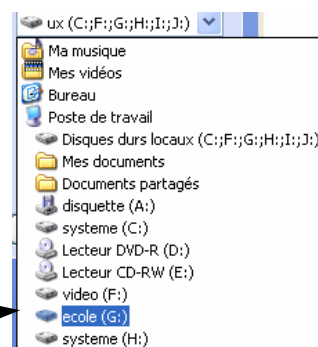 ux (C:;F:;G:;H:;I:;J:)
Ma musique
Mes vidéos
Bureau
Poste de travail
Disques durs locaux (C:;F:;G:;H:;I:;J:)
Mes documents
Documents partagés
disquette (A:)
systeme (C:)
Lecteur DVD-R (D:)
Lecteur CD-RW (E:)
video (F:)
ecole (G:)
systeme (H:)